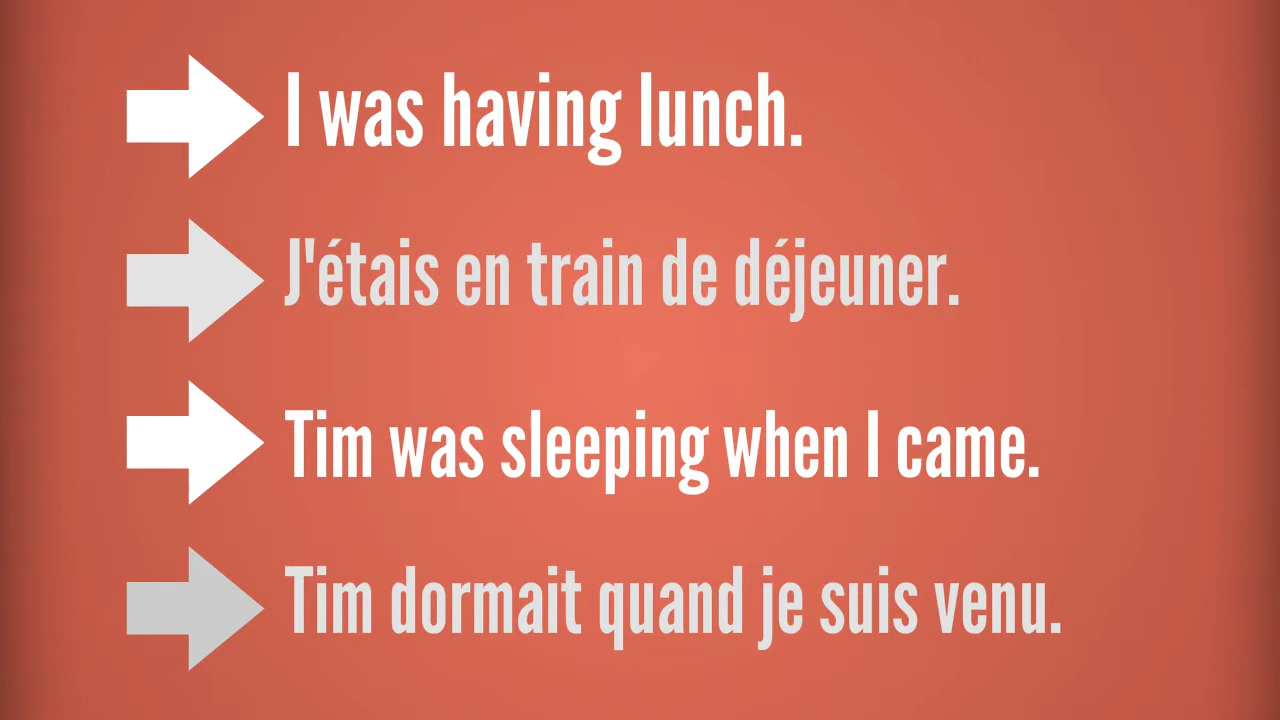 I was having lunch.
J'étais en train de déjeuner.
Tim was sleeping when I came.
Tim dormait quand je suis venu.